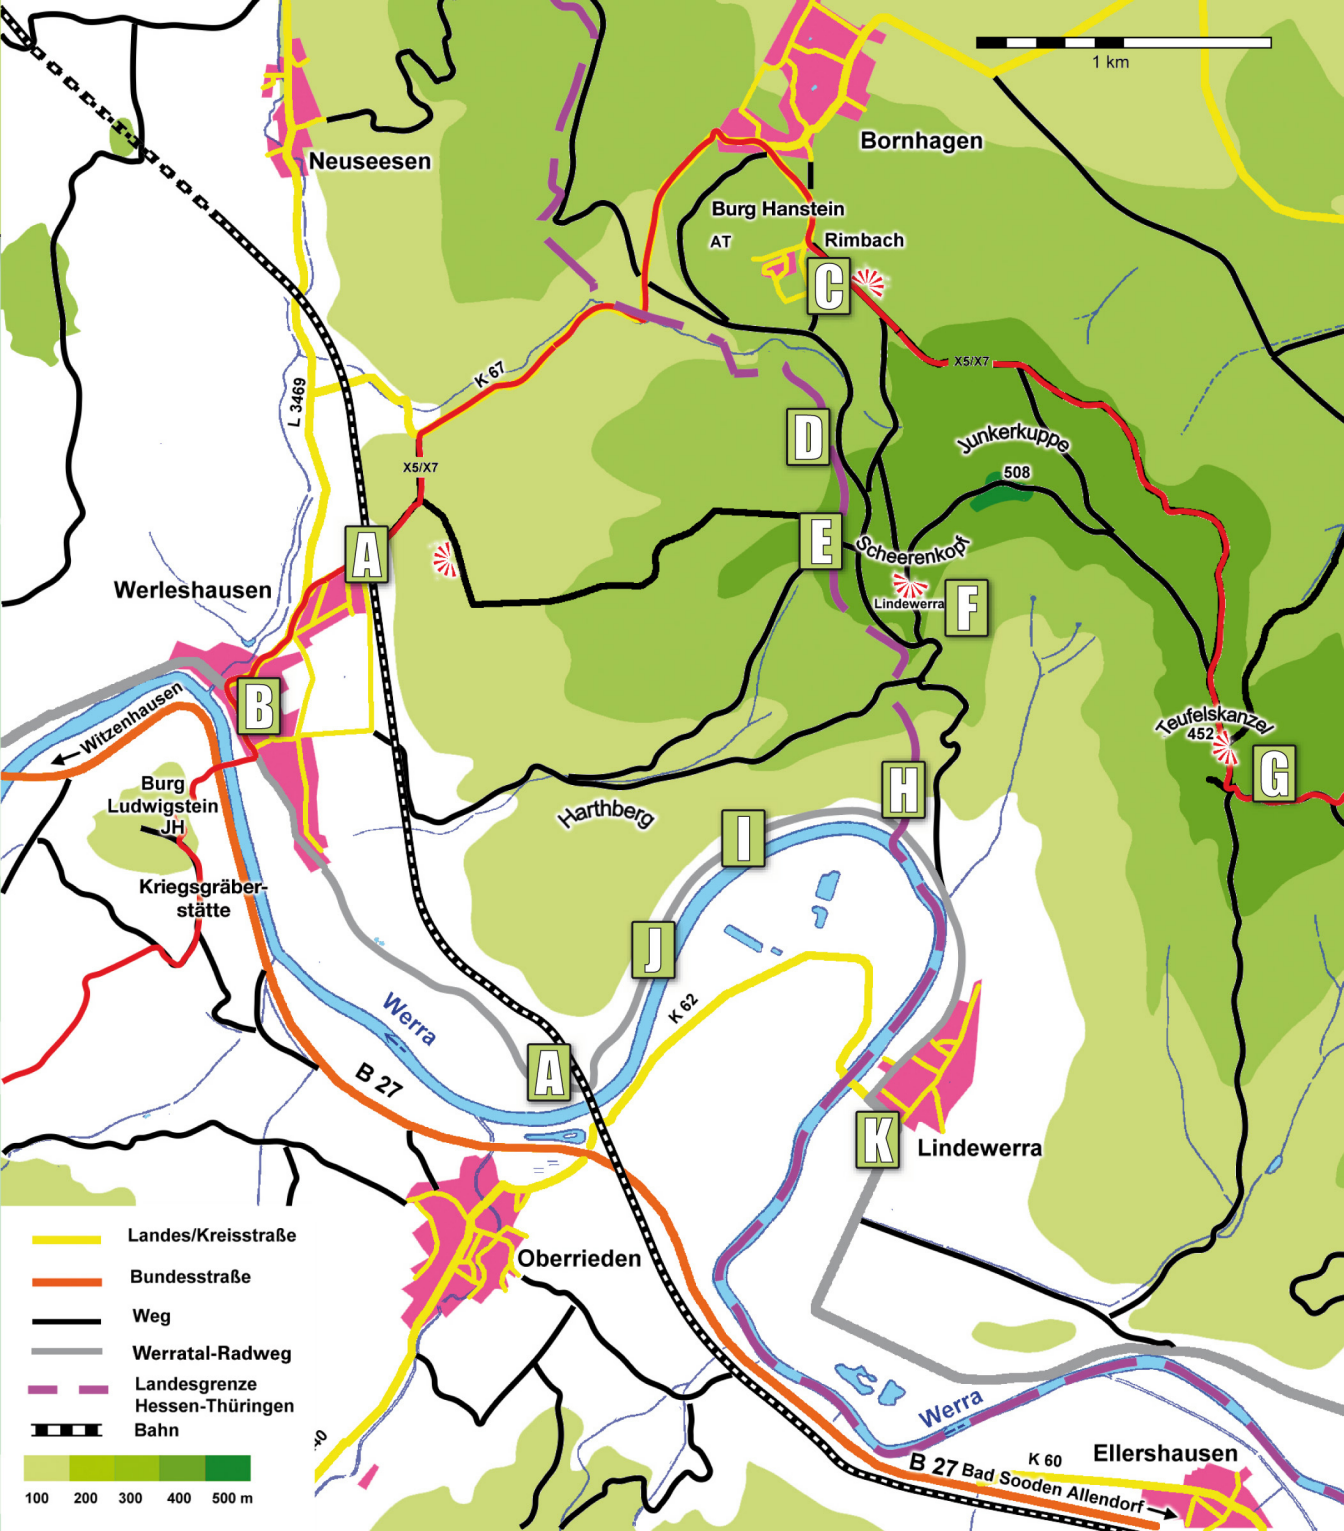 1 km
Neuseesen
Bornhagen
Burg Hanstein
AT
Rimbach
C
K 67
L 3469
X5/X7
X5/X7
D
Junkerkuppe
508
A
E
Scheerenkopf
Lindewerra
F
Werleshausen
B
Witzenhausen
Teufelskanzel
452
G
Burg
Ludwigstein
JH
Harthberg
H
I
Kriegsgräber-
stätte
J
K 62
Werra
A
B 27
K
Lindewerra
Oberrieden
Landes/Kreisstraße
Bundesstraße
Weg
Werratal-Radweg
Landesgrenze
Hessen-Thüringen
Bahn
100 200 300 400 500 m
40
Werra
Ellershausen
K 60
B 27 Bad Sooden Allendorf